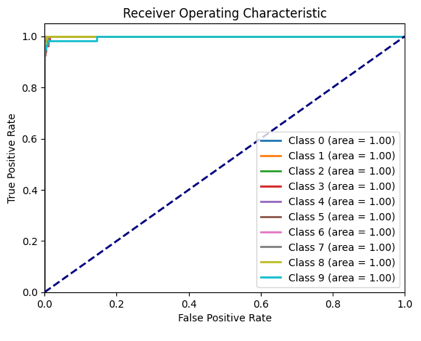 Receiver Operating Characteristic
True Positive Rate
1.0
0.8
0.6
0.4
0.2
0.0
Class 0 (area = 1.00)
Class 1 (area = 1.00)
Class 2 (area = 1.00)
Class 3 (area = 1.00)
Class 4 (area = 1.00)
Class 5 (area = 1.00)
Class 6 (area = 1.00)
Class 7 (area = 1.00)
Class 8 (area = 1.00)
Class 9 (area = 1.00)
0.0 0.2 0.4 0.6 0.8 1.0
False Positive Rate